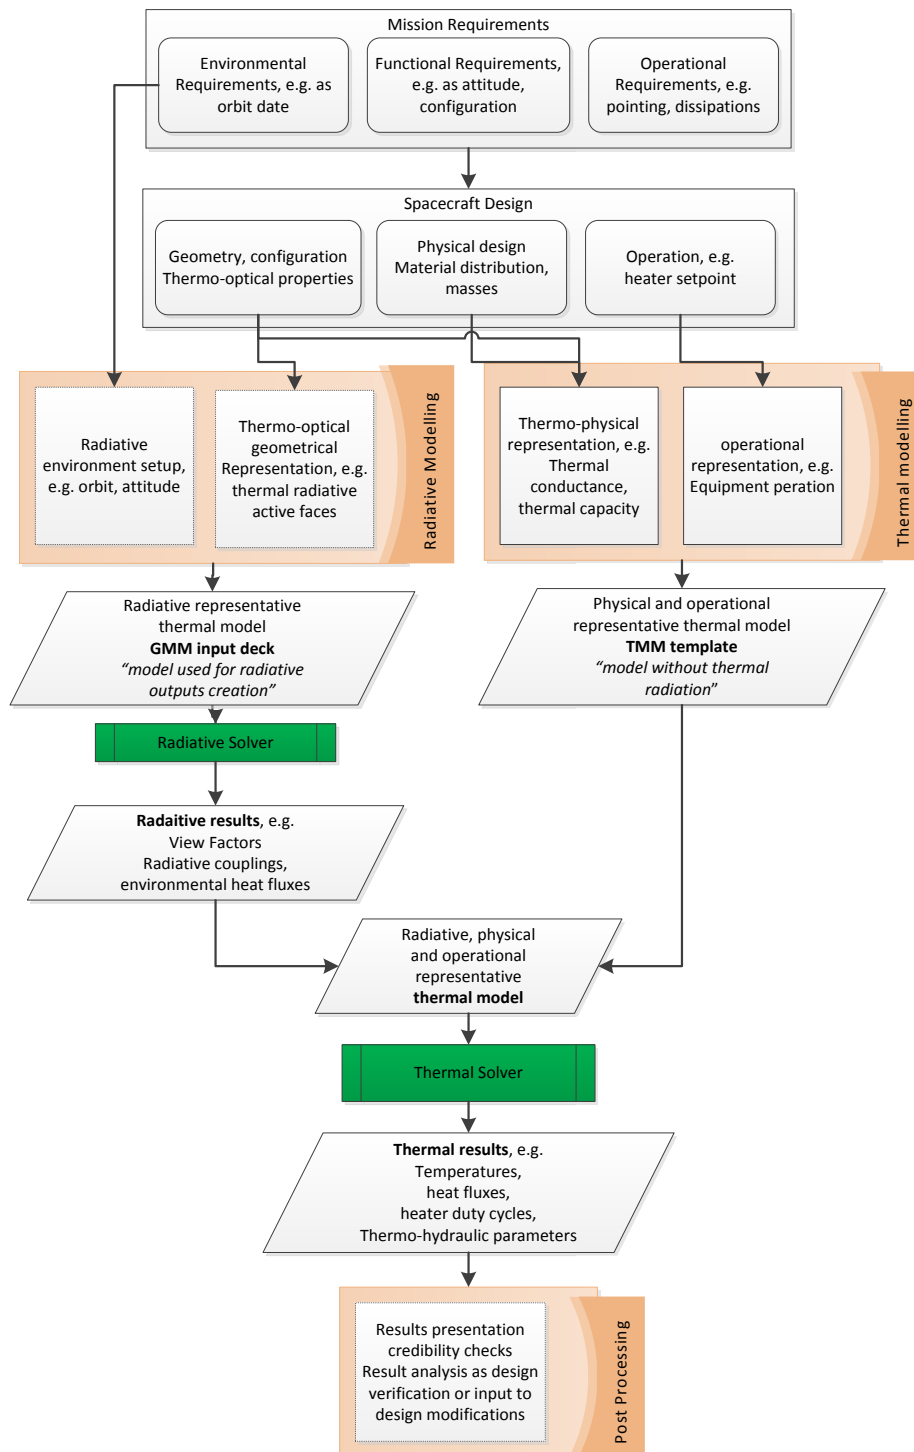 Mission Requirements
Environmental
Requirements, e.g. as
orbit date
Functional Requirements,
e.g. as attitude,
configuration
Operational
Requirements, e.g.
pointing, dissipations
Spacecraft Design
Geometry, configuration
Thermo-optical properties
Physical design
Material distribution,
masses
Operation, e.g.
heater setpoint
Radiative
environment setup,
e.g. orbit, attitude
Thermo-optical
geometrical
Representation, e.g.
thermal radiative
active faces
Radiative Modelling
Thermo-physical
representation, e.g.
Thermal
conductance,
thermal capacity
operational
representation, e.g.
Equipment peration
Thermal modelling
Radiative representative
thermal model
GMM input deck
“model used for radiative
outputs creation”
Physical and operational
representative thermal model
TMM template
“model without thermal
radiation”
Radiative Solver
Radaitive results, e.g.
View Factors
Radiative couplings,
environmental heat fluxes
Radiative, physical
and operational
representative
thermal model
Thermal Solver
Thermal results, e.g.
Temperatures,
heat fluxes,
heater duty cycles,
Thermo-hydraulic parameters
Results presentation
credibility checks
Result analysis as design
verification or input to
design modifications
Post Processing